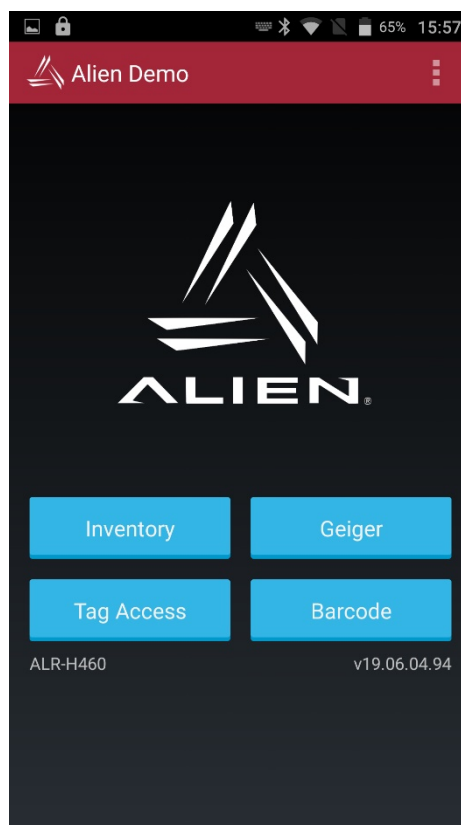 65% 15:57
Alien Demo
ALIEN®
Inventory Geiger
Tag Access Barcode
ALR-H460 v19.06.04.94